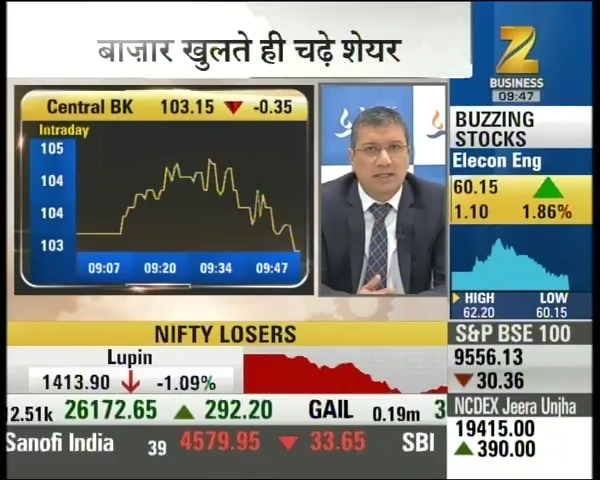 बाज़ार खुलते ही चढ़े शेयर
Z
BUSINESS
09:47
Central BK 103.15 -0.35
Intraday
105
104
104
103
09:07 09:20 09:34 09:47
BUZZING
STOCKS
Elecon Eng
60.15
1.10 1.86%
HIGH LOW
62.20 60.15
NIFTY LOSERS
Lupin
1413.90 -1.09%
S&P BSE 100
9556.13
30.36
NCDEX Jeera Unjha
19415.00
390.00
12.51k 26172.65 292.20 GAIL 0.19m 3
Sanofi India 39 4579.95 33.65 SBI